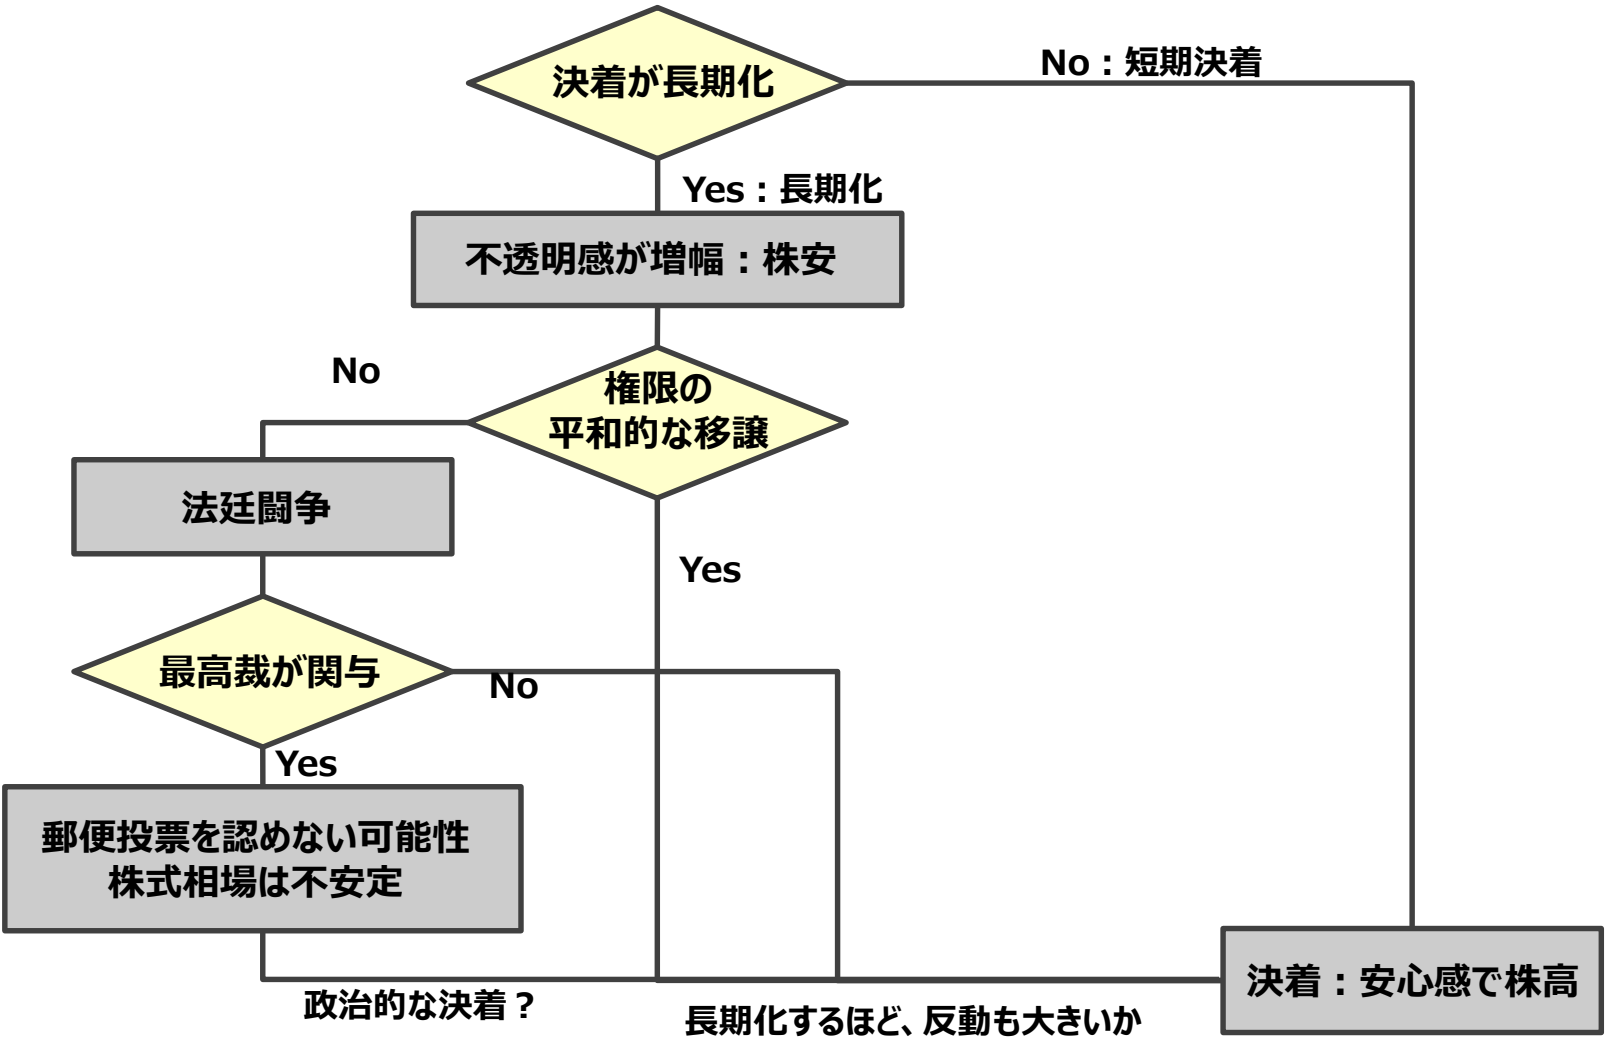 決着が長期化
No：短期決着
Yes：長期化
不透明感が増幅：株安
No
権限の
平和的な移譲
法廷闘争
Yes
最高裁が関与
No
Yes
郵便投票を認めない可能性
株式相場は不安定
決着：安心感で株高
政治的な決着？
長期化するほど、反動も大きいか